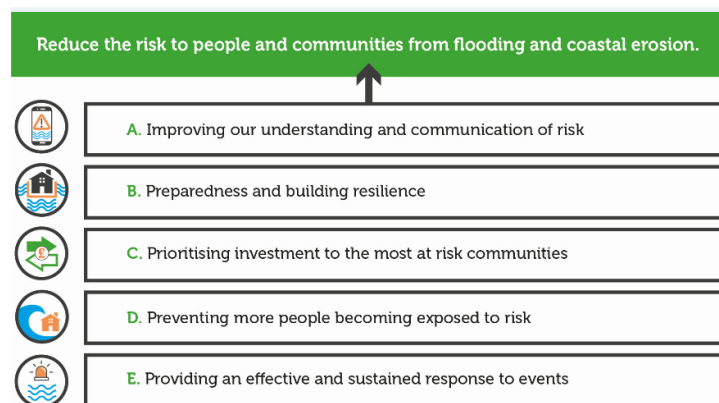 Reduce the risk to people and communities from flooding and coastal erosion.
A. Improving our understanding and communication of risk
B. Preparedness and building resilience
£
C. Prioritising investment to the most at risk communities
D. Preventing more people becoming exposed to risk
E. Providing an effective and sustained response to events